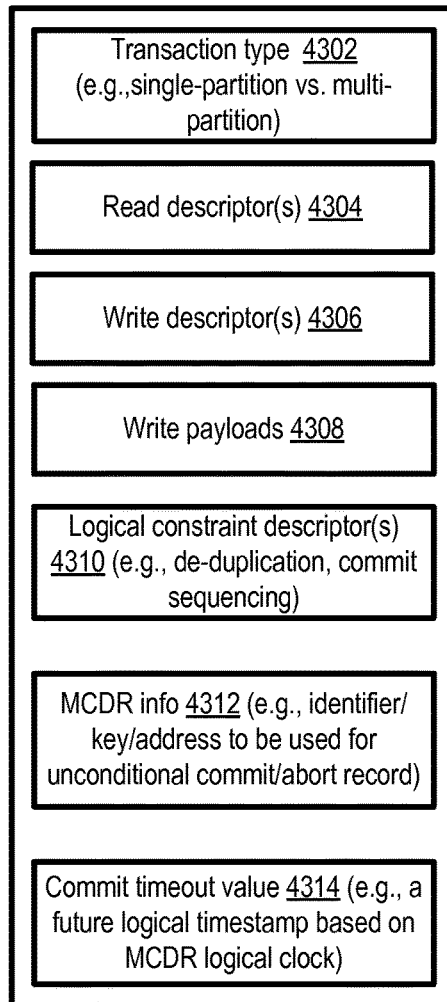 Transaction type 4302
(e.g.,single-partition vs. multi-
partition)
Read descriptor(s) 4304
Write descriptor(s) 4306
Write payloads 4308
Logical constraint descriptor(s)
4310 (e.g., de-duplication, commit
sequencing)
MCDR info 4312 (e.g., identifier/
key/address to be used for
unconditional commit/abort record)
Commit timeout value 4314 (e.g., a
future logical timestamp based on
MCDR logical clock)